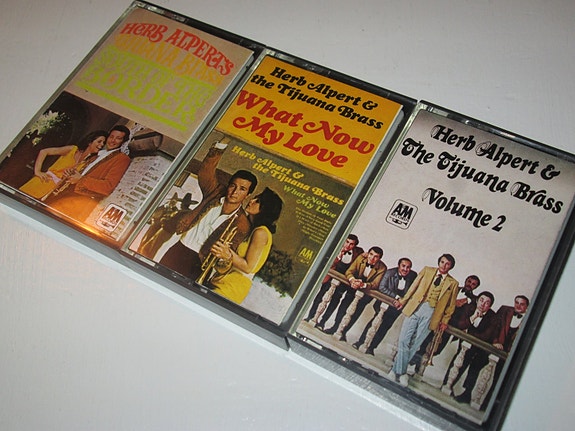 HERB ALPERT'S
Herb Alpert &
the Tijuana Brass
What Now
My Love
Herb Alpert &
the Tijuana Brass
What Now
My Love
A&M
Herb Alpert &
The Tijuana Brass
Volume 2
A&M
A&M